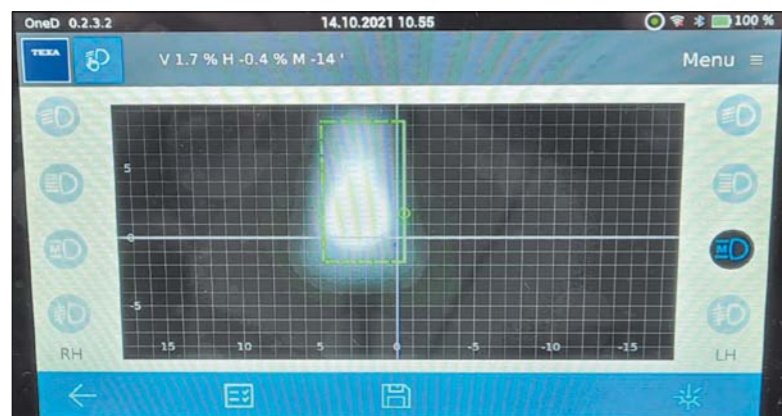 OneD 0.2.3.2 14.10.2021 10.55 100 %
TEXA V 1.7 % H -0.4 % M -14 ' Menu
5
0
-5
15 10 5 0 -5 -10 -15
M M
RH LH